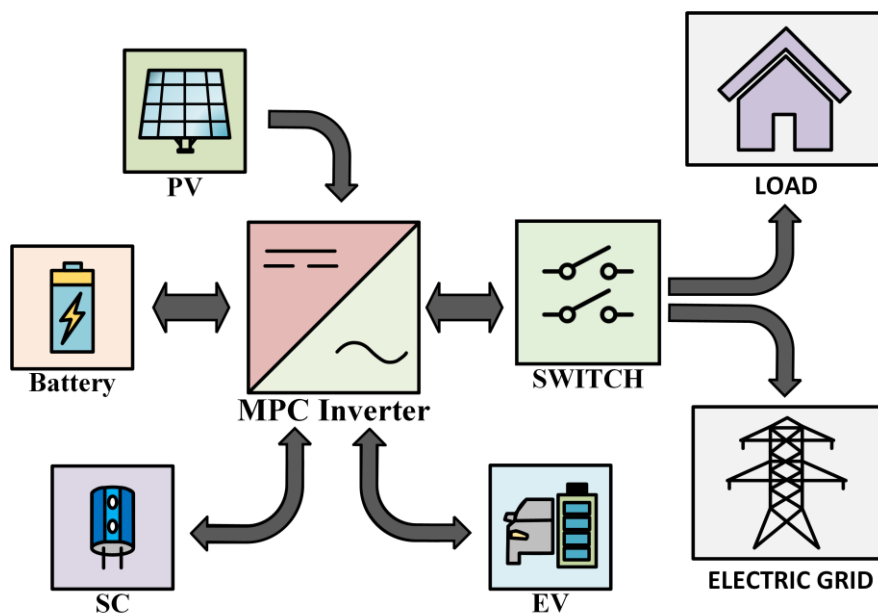 PV
LOAD
Battery
MPC Inverter
SWITCH
SC
EV
ELECTRIC GRID